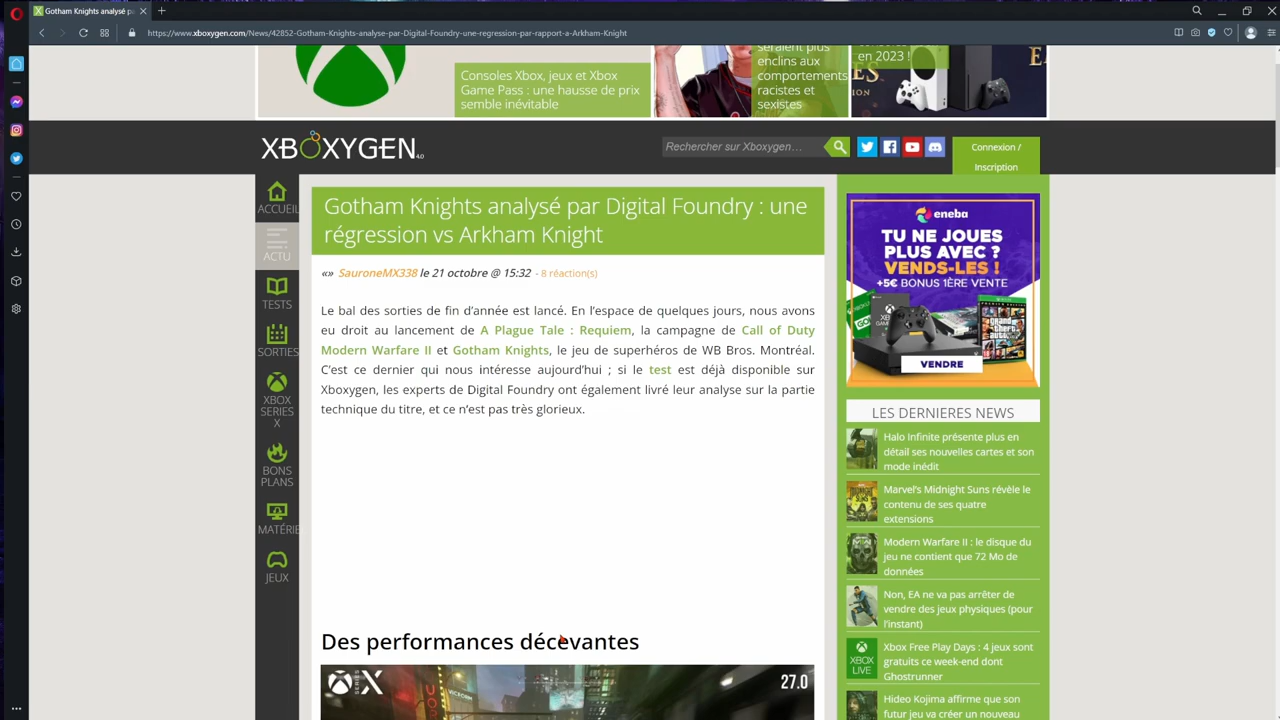 Gotham Knights analysé pa
https://www.xboxygen.com/News/42852-Gotham-Knights-analyse-par-Digital-Foundry-une-regression-par-rapport-a-Arkham-Knight
Consoles Xbox, jeux et Xbox
Game Pass : une hausse de prix
semble inévitable
seraient plus
enclins aux
comportements
racistes et
sexistes
en 2023 !
XBOXYGEN 4.0
Rechercher sur Xboxygen…
Connexion /
Inscription
ACCUEIL
ACTU
TESTS
SORTIES
XBOX
SERIES
X
BONS
PLANS
MATÉRIE
JEUX
Gotham Knights analysé par Digital Foundry : une
régression vs Arkham Knight
«» SauroneMX338 le 21 octobre @ 15:32 - 8 réaction(s)
Le bal des sorties de fin d’année est lancé. En l’espace de quelques jours, nous avons
eu droit au lancement de A Plague Tale : Requiem, la campagne de Call of Duty
Modern Warfare II et Gotham Knights, le jeu de superhéros de WB Bros. Montréal.
C’est ce dernier qui nous intéresse aujourd’hui ; si le test est déjà disponible sur
Xboxygen, les experts de Digital Foundry ont également livré leur analyse sur la partie
technique du titre, et ce n’est pas très glorieux.
Des performances décevantes
SERIES X
27.0
eneba
TU NE JOUES
PLUS AVEC ?
VENDS-LES !
+5€ BONUS 1ÈRE VENTE
VENDRE
LES DERNIERES NEWS
Halo Infinite présente plus en
détail ses nouvelles cartes et son
mode inédit
Marvel’s Midnight Suns révèle le
contenu de ses quatre
extensions
Modern Warfare II : le disque du
jeu ne contient que 72 Mo de
données
Non, EA ne va pas arrêter de
vendre des jeux physiques (pour
l’instant)
XBOX
LIVE
Xbox Free Play Days : 4 jeux sont
gratuits ce week-end dont
Ghostrunner
Hideo Kojima affirme que son
futur jeu va créer un nouveau